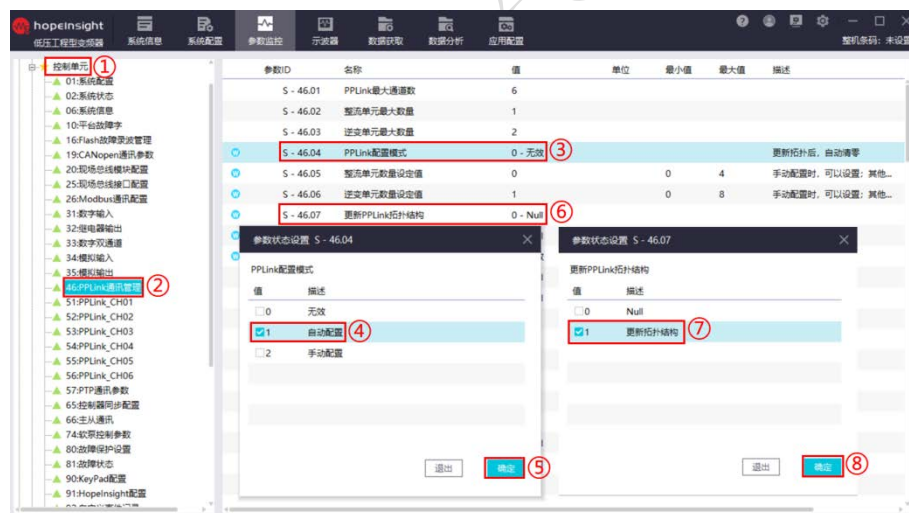 hopeInsight
低压工程型变频器
系统信息
系统配置
参数监控
示波器
数据获取
数据分析
应用配置
整机条码：未设置
控制单元 ①
01:系统配置
02:系统状态
06:系统信息
10:平台故障字
16:Flash故障录波管理
19:CANopen通讯参数
20:现场总线模块配置
25:现场总线接口配置
26:Modbus通讯配置
31:数字输入
32:继电器输出
33:数字双通道
34:模拟输入
35:模拟输出
46:PPLink通讯管理 ②
51:PPLink_CH01
52:PPLink_CH02
53:PPLink_CH03
54:PPLink_CH04
55:PPLink_CH05
56:PPLink_CH06
57:PTP通讯参数
65:控制器同步配置
66:主从通讯
74:软泵控制参数
80:故障保护设置
81:故障状态
90:KeyPad配置
91:HopeInsight配置
参数ID 名称 值 单位 最小值 最大值 描述
S - 46.01 PPLink最大通道数 6
S - 46.02 整流单元最大数量 1
S - 46.03 逆变单元最大数量 2
S - 46.04 PPLink配置模式 0 - 无效 ③ 更新拓扑后，自动清零
S - 46.05 整流单元数量设定值 0 0 4 手动配置时，可以设置；其他...
S - 46.06 逆变单元数量设定值 1 0 8 手动配置时，可以设置；其他...
S - 46.07 更新PPLink拓扑结构 0 - Null ⑥
参数状态设置 S - 46.04
PPLink配置模式
值 描述
0 无效
1 自动配置 ④
2 手动配置
退出 确定 ⑤
参数状态设置 S - 46.07
更新PPLink拓扑结构
值 描述
0 Null
1 更新拓扑结构 ⑦
退出 确定 ⑧